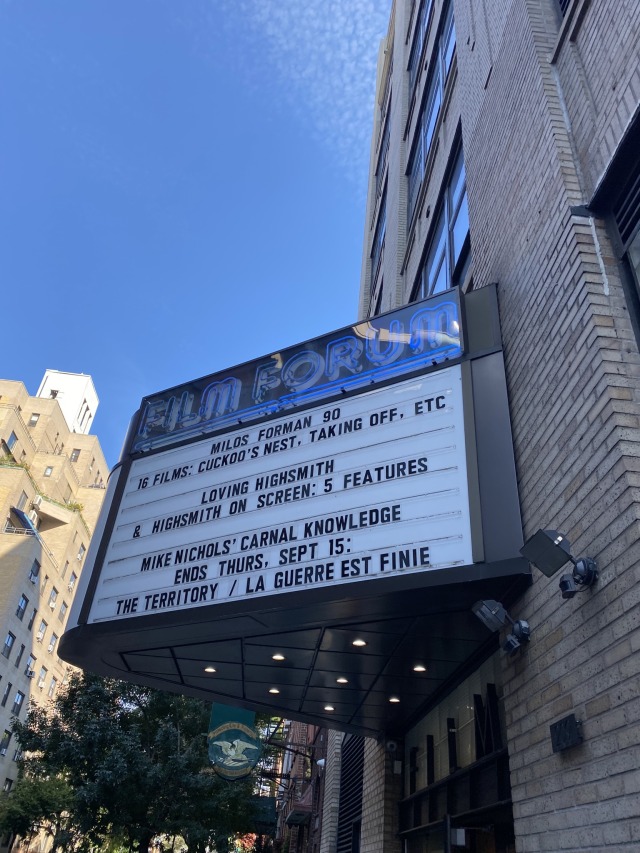 FILM FORUM
MILOS FORMAN 90
16 FILMS: CUCKOO'S NEST, TAKING OFF, ETC
LOVING HIGHSMITH
& HIGHSMITH ON SCREEN: 5 FEATURES
MIKE NICHOLS' CARNAL KNOWLEDGE
ENDS THURS, SEPT 15:
THE TERRITORY / LA GUERRE EST FINIE
FILM